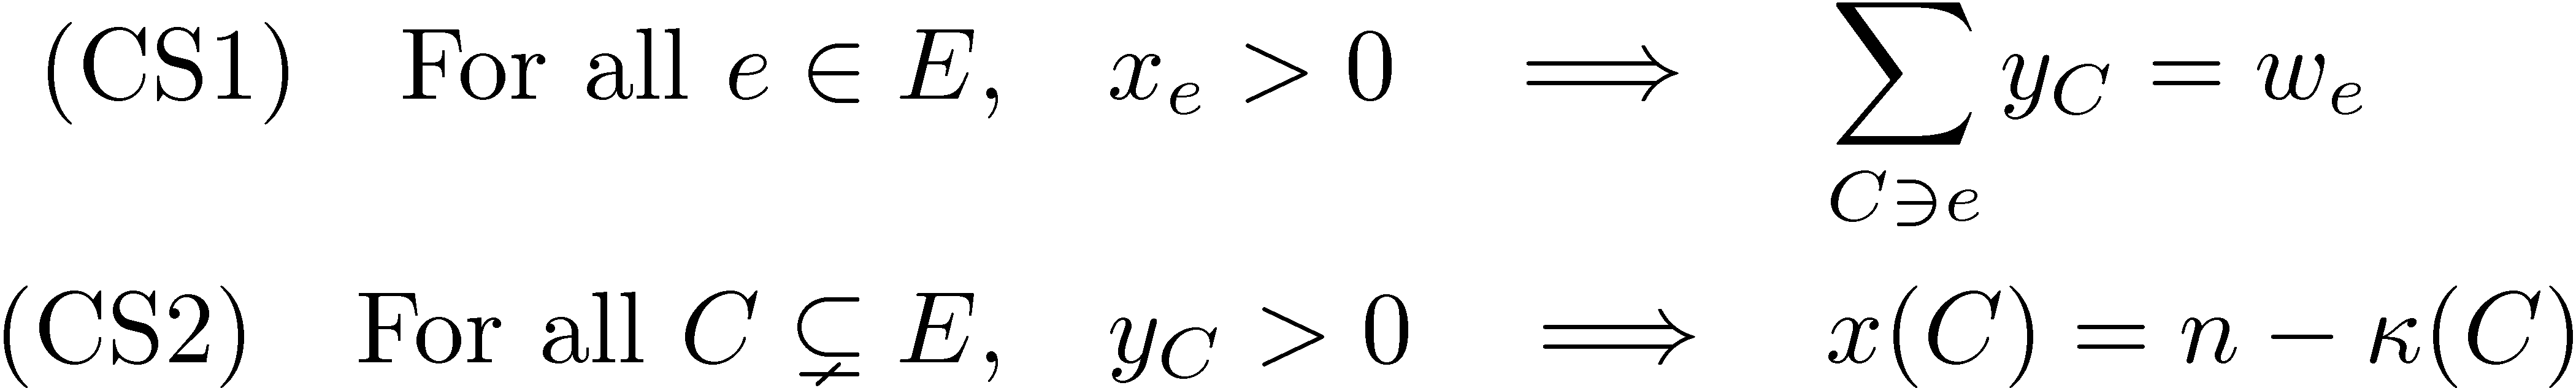 (CS1) For all e ∈ E, x_e > 0 ⟹ ∑_{C∋e} y_C = w_e
(CS2) For all C ⊊ E, y_C > 0 ⟹ x(C) = n − κ(C)